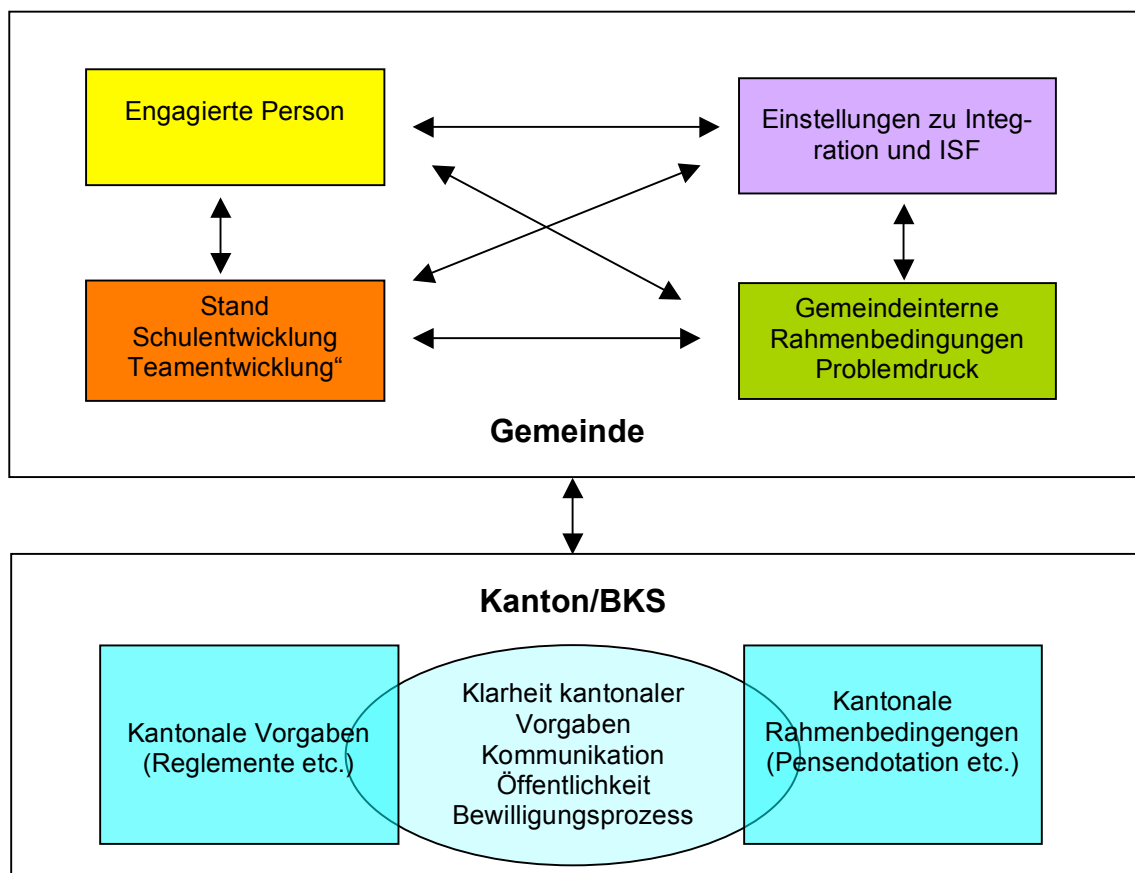 Engagierte Person
Einstellungen zu Integ-
ration und ISF
Stand
Schulentwicklung
Teamentwicklung“
Gemeindeinterne
Rahmenbedingungen
Problemdruck
Gemeinde
Kanton/BKS
Kantonale Vorgaben
(Reglemente etc.)
Klarheit kantonaler
Vorgaben
Kommunikation
Öffentlichkeit
Bewilligungsprozess
Kantonale
Rahmenbedingengen
(Pensendotation etc.)